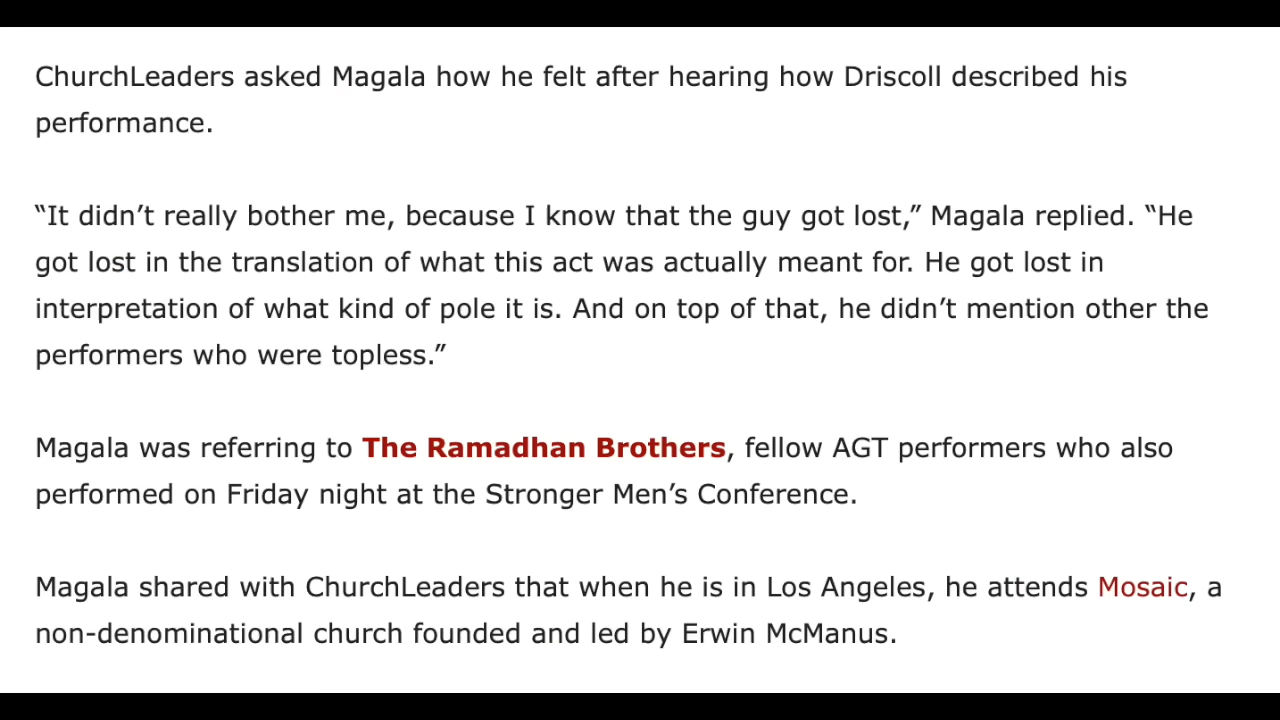 ChurchLeaders asked Magala how he felt after hearing how Driscoll described his
performance.
“It didn’t really bother me, because I know that the guy got lost,” Magala replied. “He
got lost in the translation of what this act was actually meant for. He got lost in
interpretation of what kind of pole it is. And on top of that, he didn’t mention other the
performers who were topless.”
Magala was referring to The Ramadhan Brothers, fellow AGT performers who also
performed on Friday night at the Stronger Men’s Conference.
Magala shared with ChurchLeaders that when he is in Los Angeles, he attends Mosaic, a
non-denominational church founded and led by Erwin McManus.